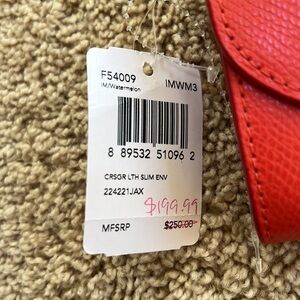 F54009
IM/Watermelon IMWM3
8 89532 51096 2
CRSGR LTH SLIM ENV
224221JAX
$199.99
MFSRP $250.00